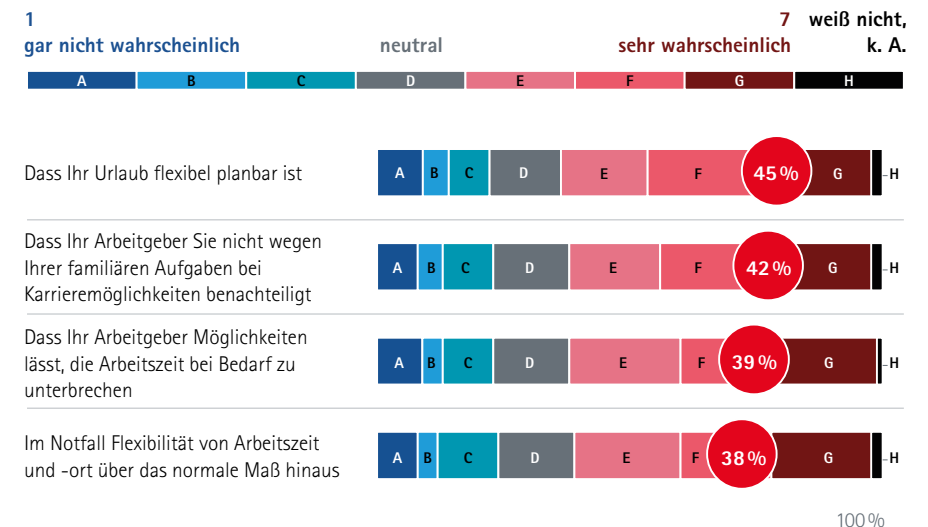 1
gar nicht wahrscheinlich
neutral
7
sehr wahrscheinlich
weiß nicht,
k. A.
A B C D E F G H
Dass Ihr Urlaub flexibel planbar ist
A B C D E F 45 % G H
Dass Ihr Arbeitgeber Sie nicht wegen
Ihrer familiären Aufgaben bei
Karrieremöglichkeiten benachteiligt
A B C D E F 42 % G H
Dass Ihr Arbeitgeber Möglichkeiten
lässt, die Arbeitszeit bei Bedarf zu
unterbrechen
A B C D E F 39 % G H
Im Notfall Flexibilität von Arbeitszeit
und -ort über das normale Maß hinaus
A B C D E F 38 % G H
100 %